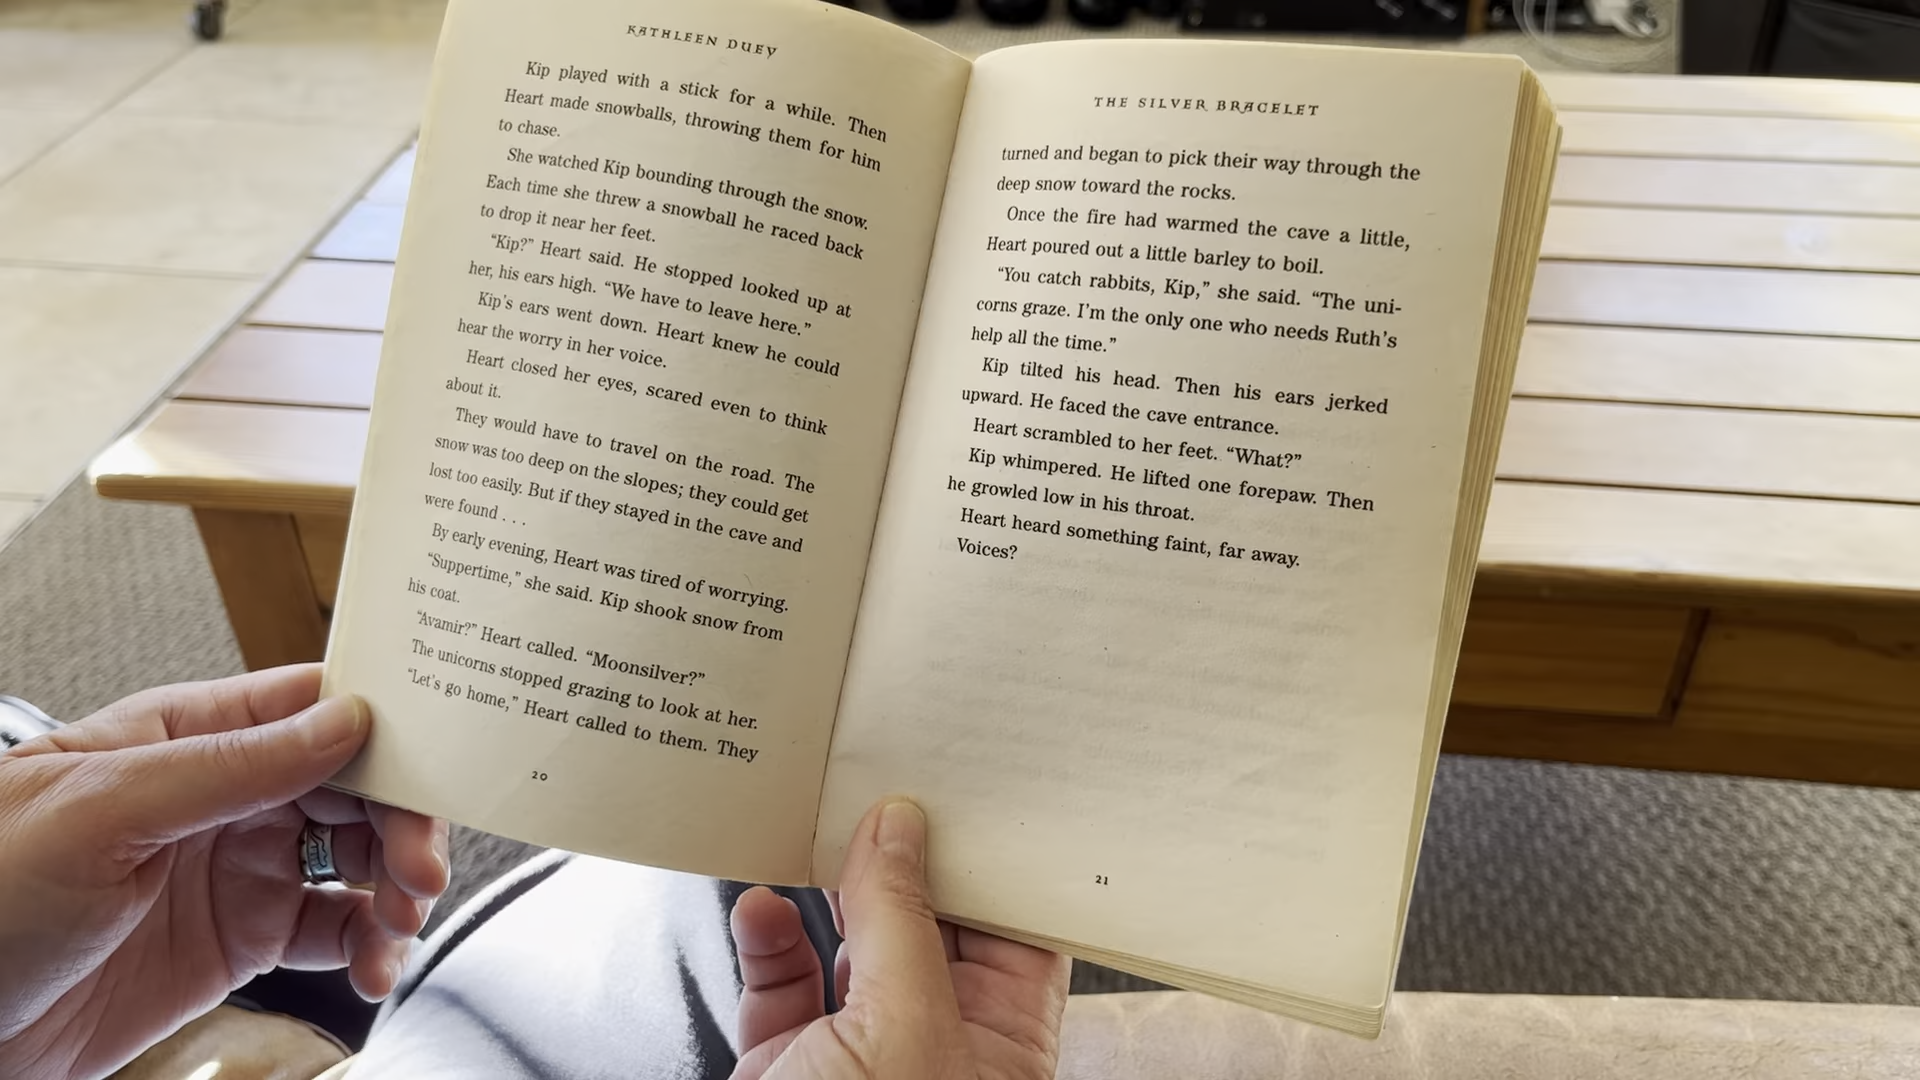 KATHLEEN DUEY
Kip played with a stick for a while. Then
Heart made snowballs, throwing them for him
to chase.
She watched Kip bounding through the snow.
Each time she threw a snowball he raced back
to drop it near her feet.
“Kip?” Heart said. He stopped looked up at
her, his ears high. “We have to leave here.”
Kip’s ears went down. Heart knew he could
hear the worry in her voice.
Heart closed her eyes, scared even to think
about it.
They would have to travel on the road. The
snow was too deep on the slopes; they could get
lost too easily. But if they stayed in the cave and
were found . . .
By early evening, Heart was tired of worrying.
“Suppertime,” she said. Kip shook snow from
his coat.
“Avamir?” Heart called. “Moonsilver?”
The unicorns stopped grazing to look at her.
“Let’s go home,” Heart called to them. They
20
THE SILVER BRACELET
turned and began to pick their way through the
deep snow toward the rocks.
Once the fire had warmed the cave a little,
Heart poured out a little barley to boil.
“You catch rabbits, Kip,” she said. “The uni-
corns graze. I’m the only one who needs Ruth’s
help all the time.”
Kip tilted his head. Then his ears jerked
upward. He faced the cave entrance.
Heart scrambled to her feet. “What?”
Kip whimpered. He lifted one forepaw. Then
he growled low in his throat.
Heart heard something faint, far away.
Voices?
21